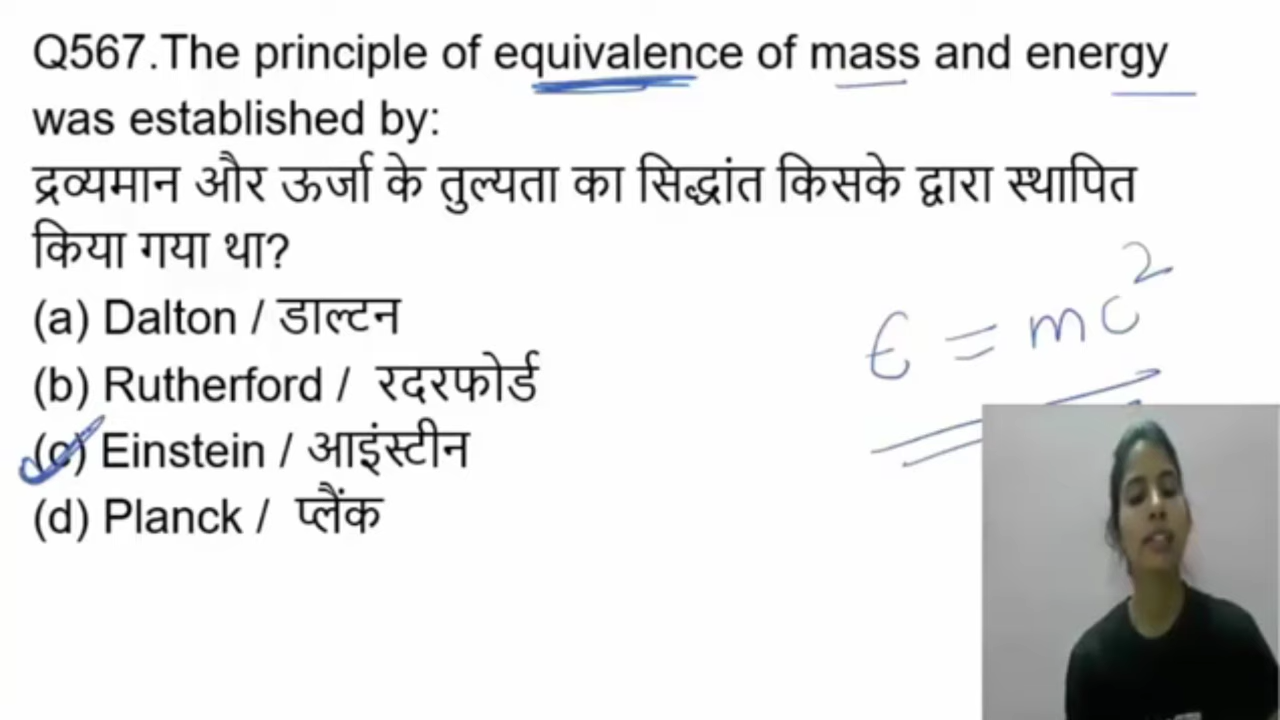 Q567.The principle of equivalence of mass and energy
was established by:
द्रव्यमान और ऊर्जा के तुल्यता का सिद्धांत किसके द्वारा स्थापित
किया गया था?
(a) Dalton / डाल्टन
(b) Rutherford / रदरफोर्ड
(c) Einstein / आइंस्टीन
(d) Planck / प्लैंक
E = mc²